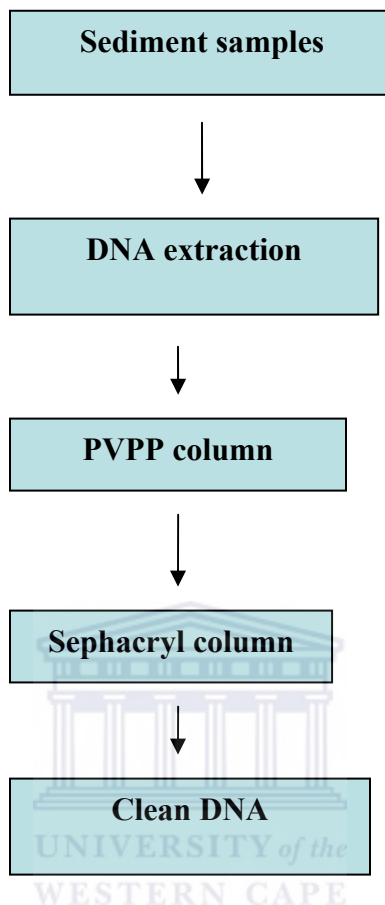 Sediment samples
DNA extraction
PVPP column
Sephacryl column
Clean DNA
UNIVERSITY of the
WESTERN CAPE